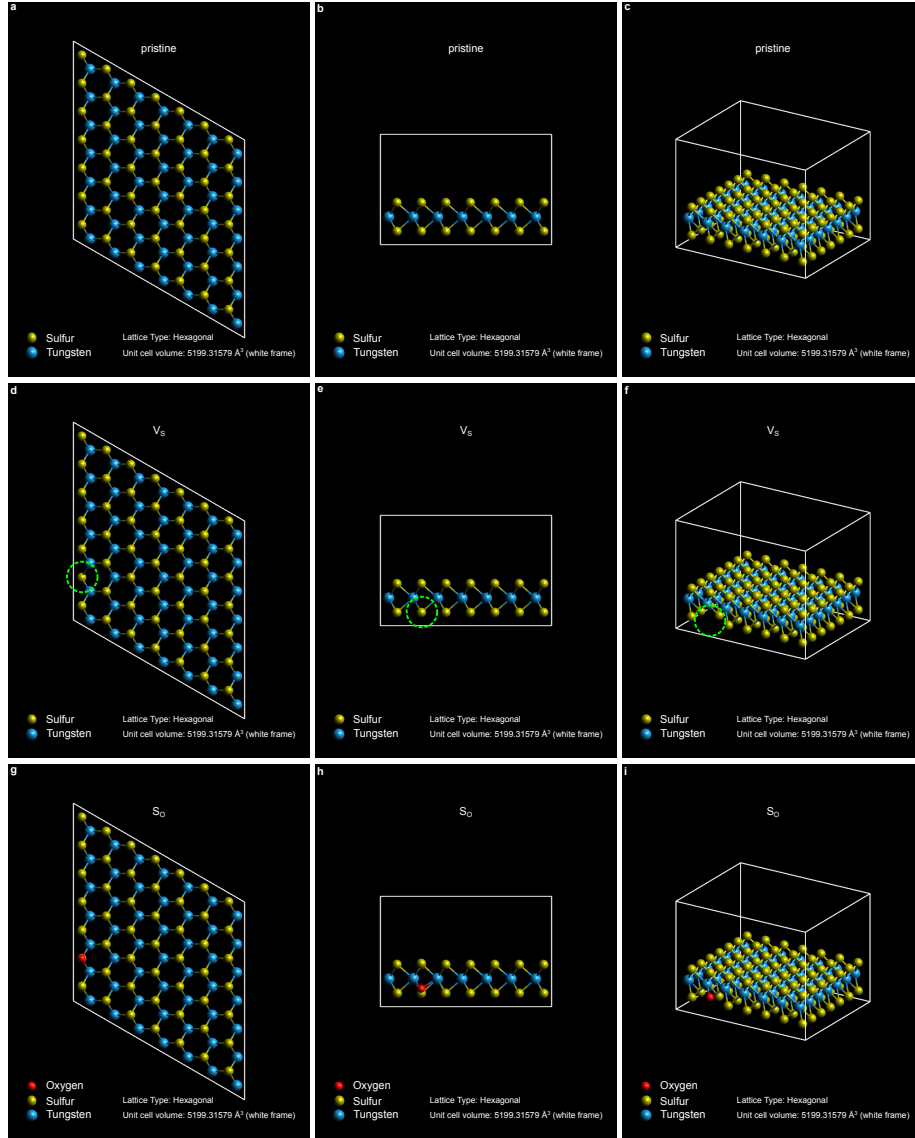 a
pristine
Sulfur
Lattice Type: Hexagonal
Tungsten
Unit cell volume: 5199.31579 Å³ (white frame)
b
pristine
Sulfur
Lattice Type: Hexagonal
Tungsten
Unit cell volume: 5199.31579 Å³ (white frame)
c
pristine
Sulfur
Lattice Type: Hexagonal
Tungsten
Unit cell volume: 5199.31579 Å³ (white frame)
d
V_S
Sulfur
Lattice Type: Hexagonal
Tungsten
Unit cell volume: 5199.31579 Å³ (white frame)
e
V_S
Sulfur
Lattice Type: Hexagonal
Tungsten
Unit cell volume: 5199.31579 Å³ (white frame)
f
V_S
Sulfur
Lattice Type: Hexagonal
Tungsten
Unit cell volume: 5199.31579 Å³ (white frame)
g
S_O
Oxygen
Sulfur
Lattice Type: Hexagonal
Tungsten
Unit cell volume: 5199.31579 Å³ (white frame)
h
S_O
Oxygen
Sulfur
Lattice Type: Hexagonal
Tungsten
Unit cell volume: 5199.31579 Å³ (white frame)
i
S_O
Oxygen
Sulfur
Lattice Type: Hexagonal
Tungsten
Unit cell volume: 5199.31579 Å³ (white frame)